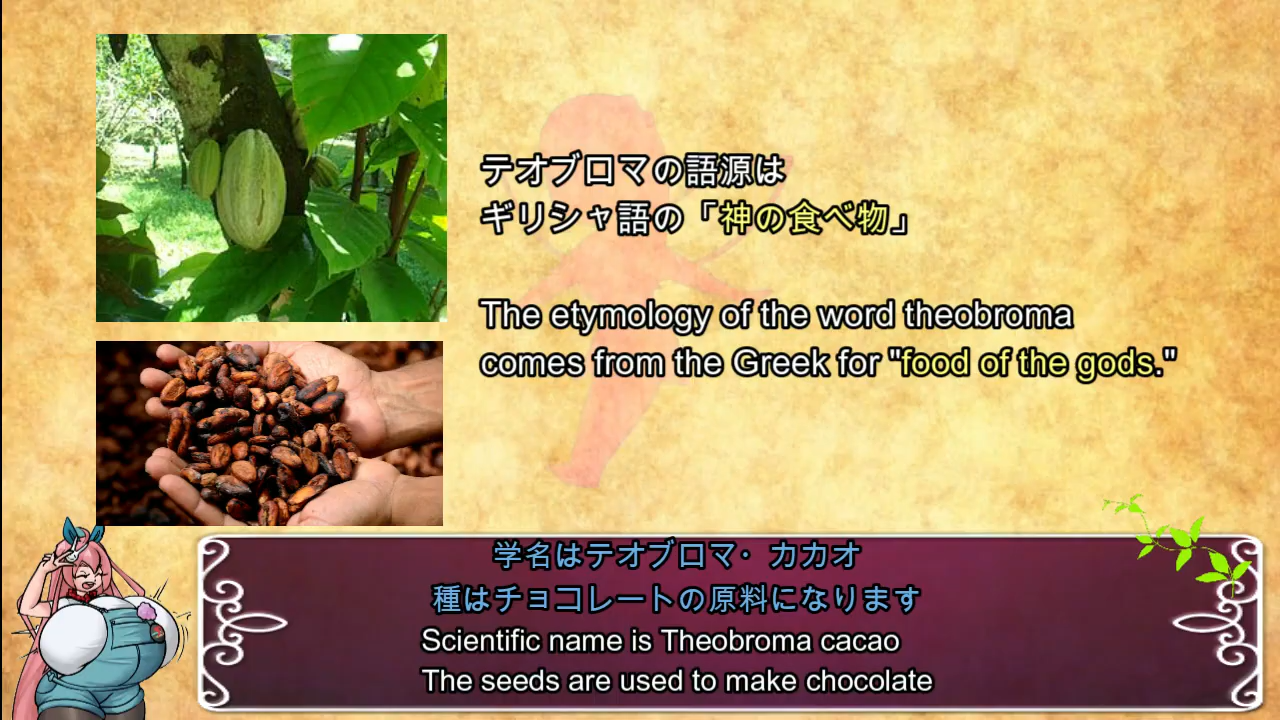 テオブロマの語源は
ギリシャ語の「神の食べ物」
The etymology of the word theobroma
comes from the Greek for "food of the gods."
学名はテオブロマ・カカオ
種はチョコレートの原料になります
Scientific name is Theobroma cacao
The seeds are used to make chocolate